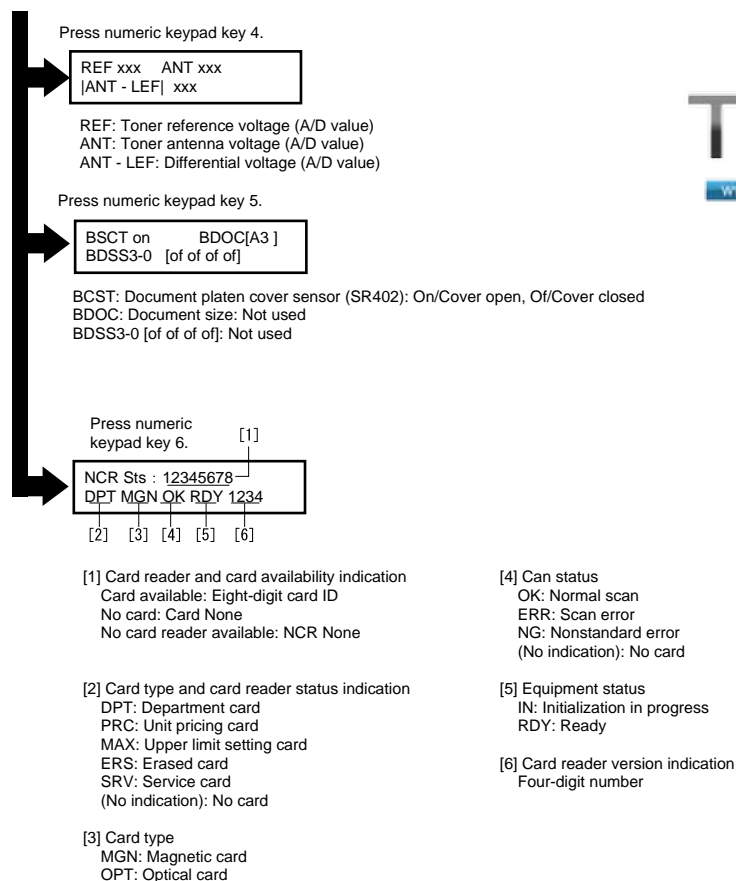 Press numeric keypad key 4.
REF xxx ANT xxx
|ANT - LEF| xxx
REF: Toner reference voltage (A/D value)
ANT: Toner antenna voltage (A/D value)
ANT - LEF: Differential voltage (A/D value)
Press numeric keypad key 5.
BSCT on BDOC[A3 ]
BDSS3-0 [of of of of]
BCST: Document platen cover sensor (SR402): On/Cover open, Of/Cover closed
BDOC: Document size: Not used
BDSS3-0 [of of of of]: Not used
Press numeric
keypad key 6.
[1]
NCR Sts : 12345678
DPT MGN OK RDY 1234
[2] [3] [4] [5] [6]
[1] Card reader and card availability indication
Card available: Eight-digit card ID
No card: Card None
No card reader available: NCR None
[2] Card type and card reader status indication
DPT: Department card
PRC: Unit pricing card
MAX: Upper limit setting card
ERS: Erased card
SRV: Service card
(No indication): No card
[3] Card type
MGN: Magnetic card
OPT: Optical card
[4] Can status
OK: Normal scan
ERR: Scan error
NG: Nonstandard error
(No indication): No card
[5] Equipment status
IN: Initialization in progress
RDY: Ready
[6] Card reader version indication
Four-digit number
T